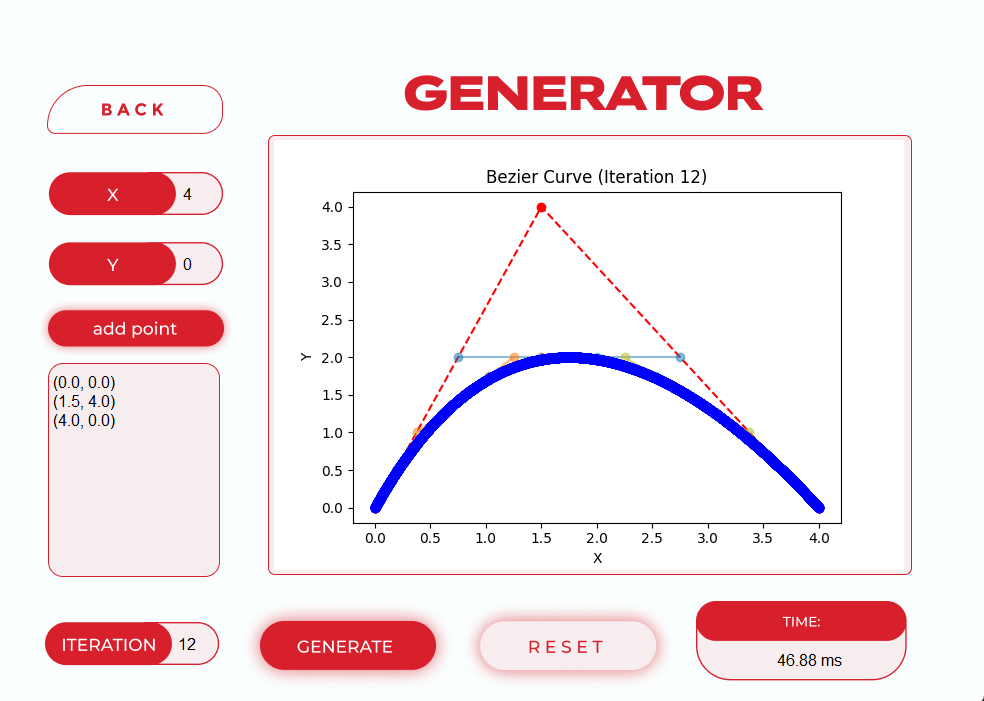 GENERATOR
BACK
X 4
Y 0
add point
(0.0, 0.0)
(1.5, 4.0)
(4.0, 0.0)
Bezier Curve (Iteration 12)
4.0
3.5
3.0
2.5
2.0
1.5
1.0
0.5
0.0
Y
0.0 0.5 1.0 1.5 2.0 2.5 3.0 3.5 4.0
X
ITERATION 12
GENERATE
RESET
TIME:
46.88 ms